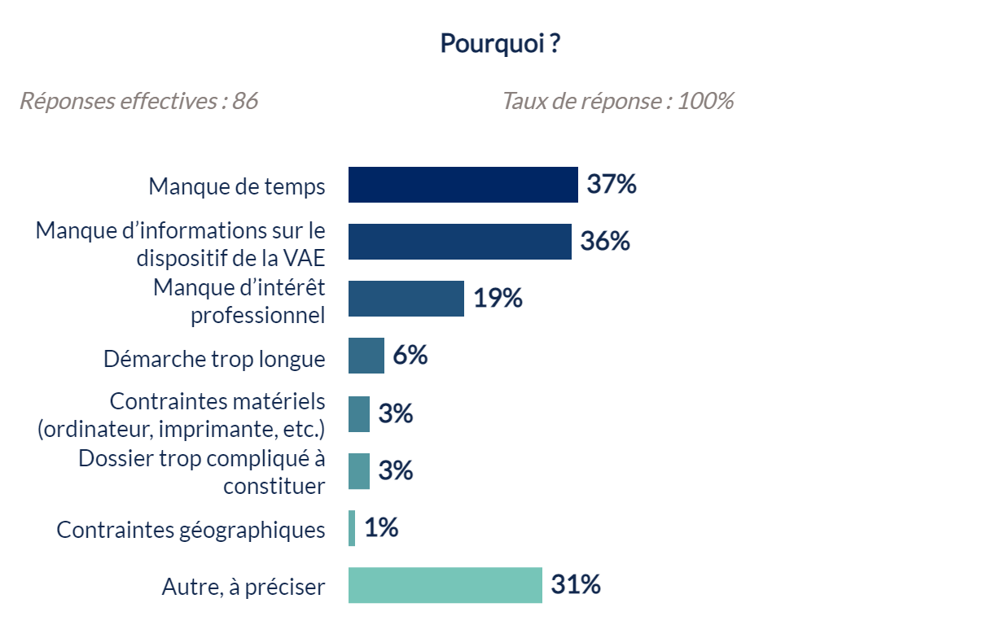 Pourquoi ?
Réponses effectives : 86
Taux de réponse : 100%
Manque de temps
37%
Manque d’informations sur le
dispositif de la VAE
36%
Manque d’intérêt
professionnel
19%
Démarche trop longue
6%
Contraintes matériels
(ordinateur, imprimante, etc.)
3%
Dossier trop compliqué à
constituer
3%
Contraintes géographiques
1%
Autre, à préciser
31%